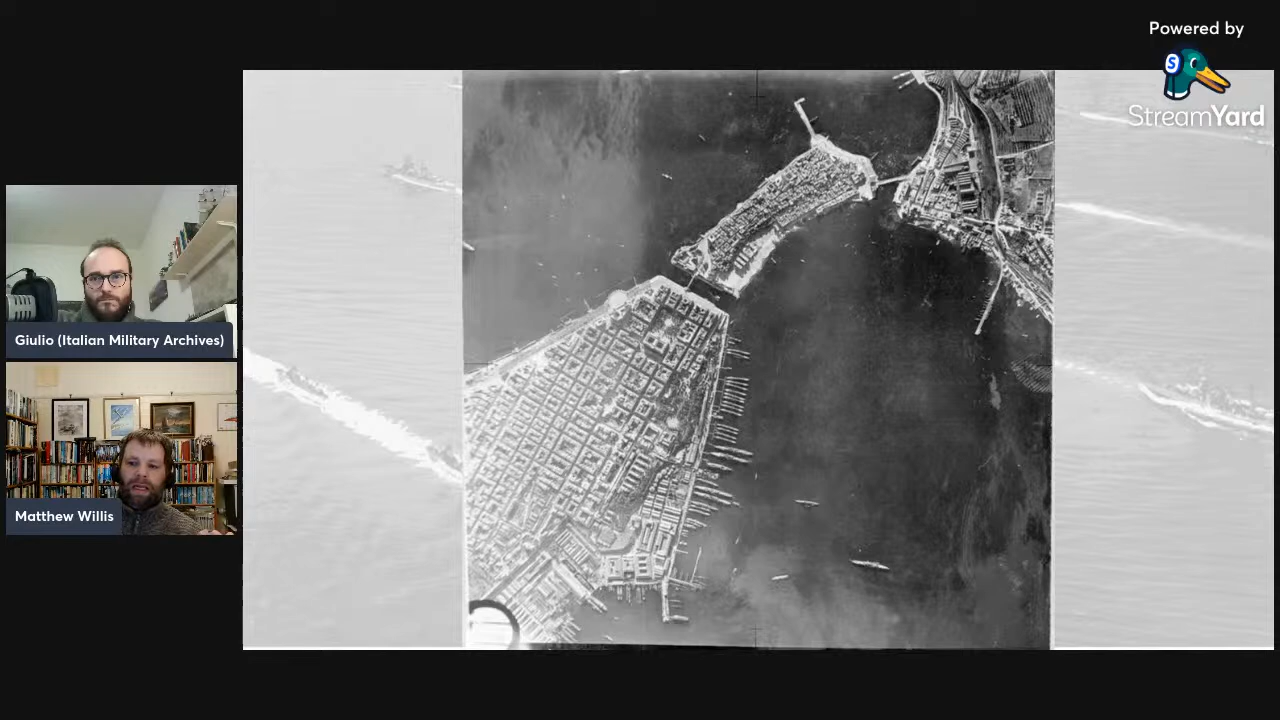 Powered by
S
StreamYard
Giulio (Italian Military Archives)
Matthew Willis